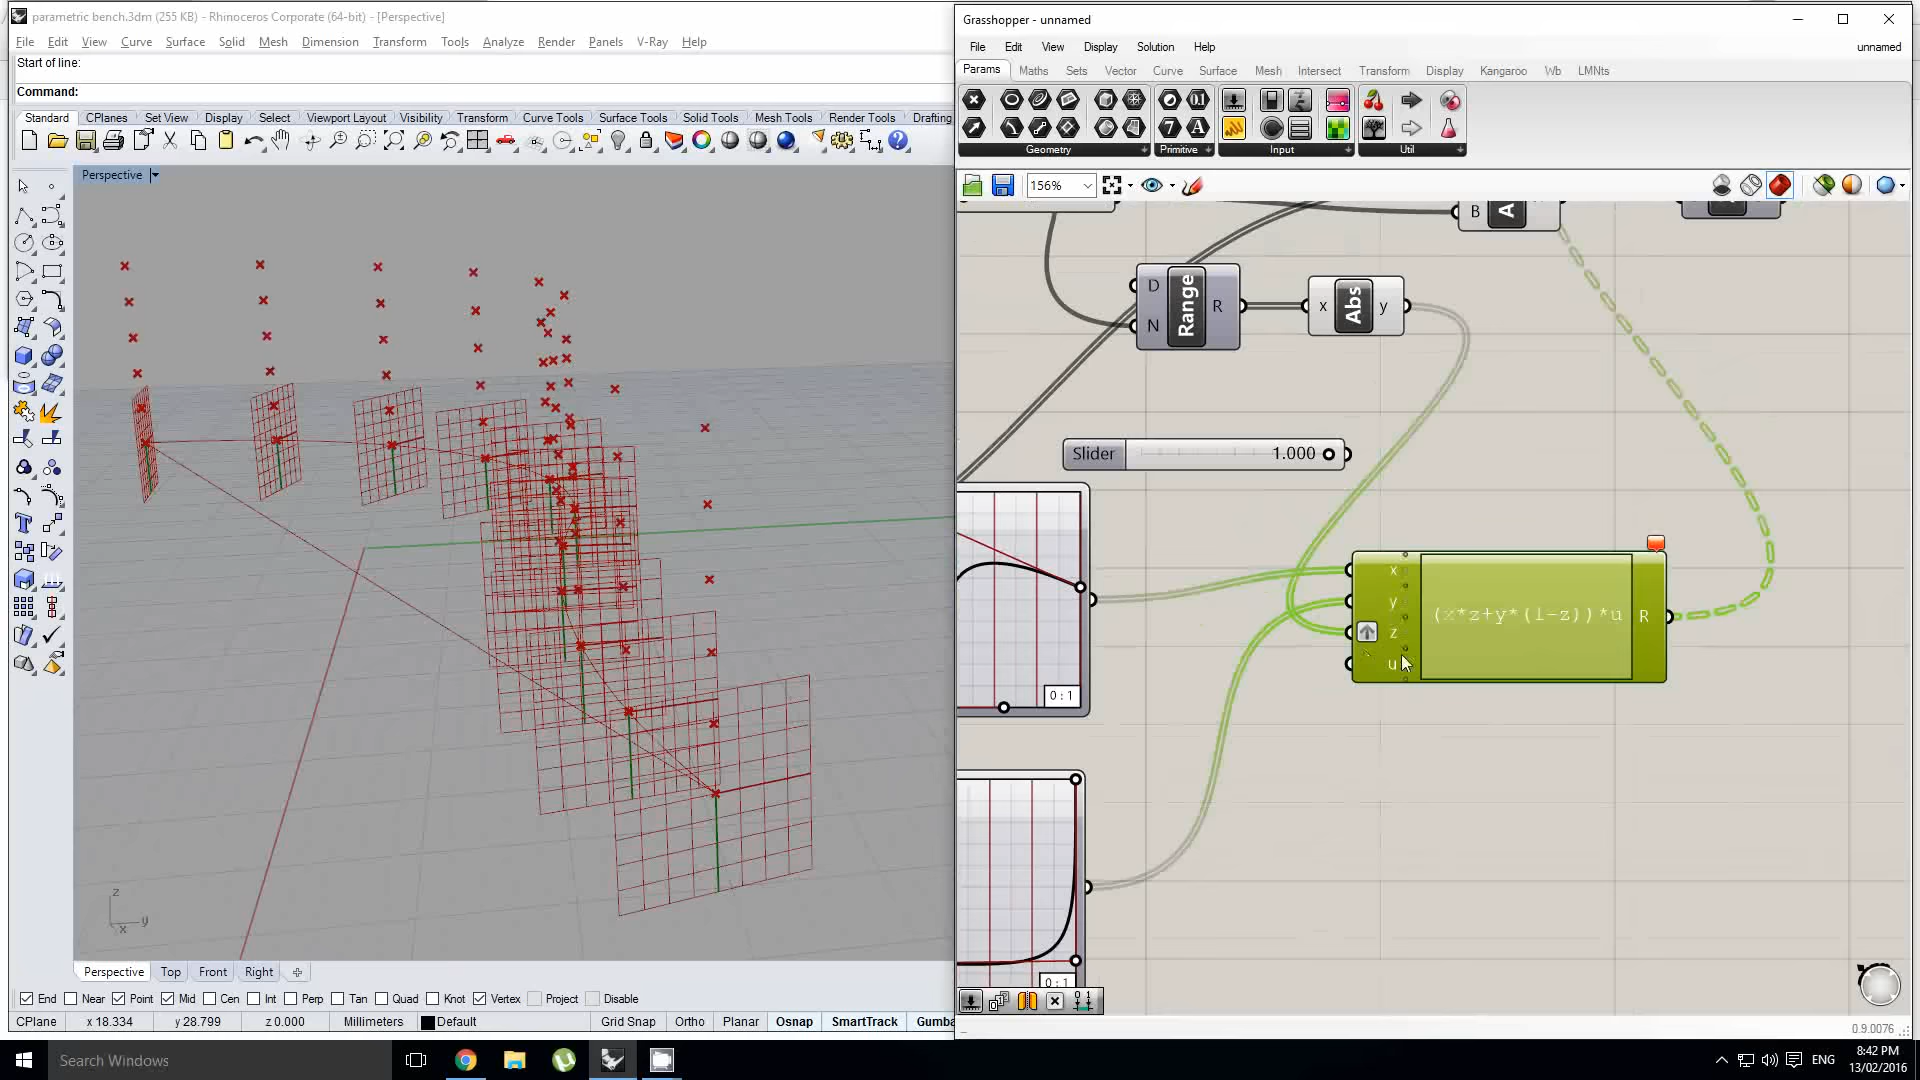 parametric bench.3dm (255 KB) - Rhinoceros Corporate (64-bit) - [Perspective]
File Edit View Curve Surface Solid Mesh Dimension Transform Tools Analyze Render Panels V-Ray Help
Start of line:
Command:
Standard CPlanes Set View Display Select Viewport Layout Visibility Transform Curve Tools Surface Tools Solid Tools Mesh Tools Render Tools Drafting
Perspective
z
y
x
Perspective Top Front Right
End Near Point Mid Cen Int Perp Tan Quad Knot Vertex Project Disable
CPlane x 18.334 y 28.799 z 0.000 Millimeters Default Grid Snap Ortho Planar Osnap SmartTrack Gumba
Grasshopper - unnamed
File Edit View Display Solution Help unnamed
Params Maths Sets Vector Curve Surface Mesh Intersect Transform Display Kangaroo Wb LMNts
Geometry Primitive Input Util
156%
B A
D
N
Range
R
x Abs y
Slider 1.000
x
y
z
u
(x*z+y*(1-z))*u R
0 : 1
0 : 1
0.9.0076
Search Windows
ENG
8:42 PM
13/02/2016